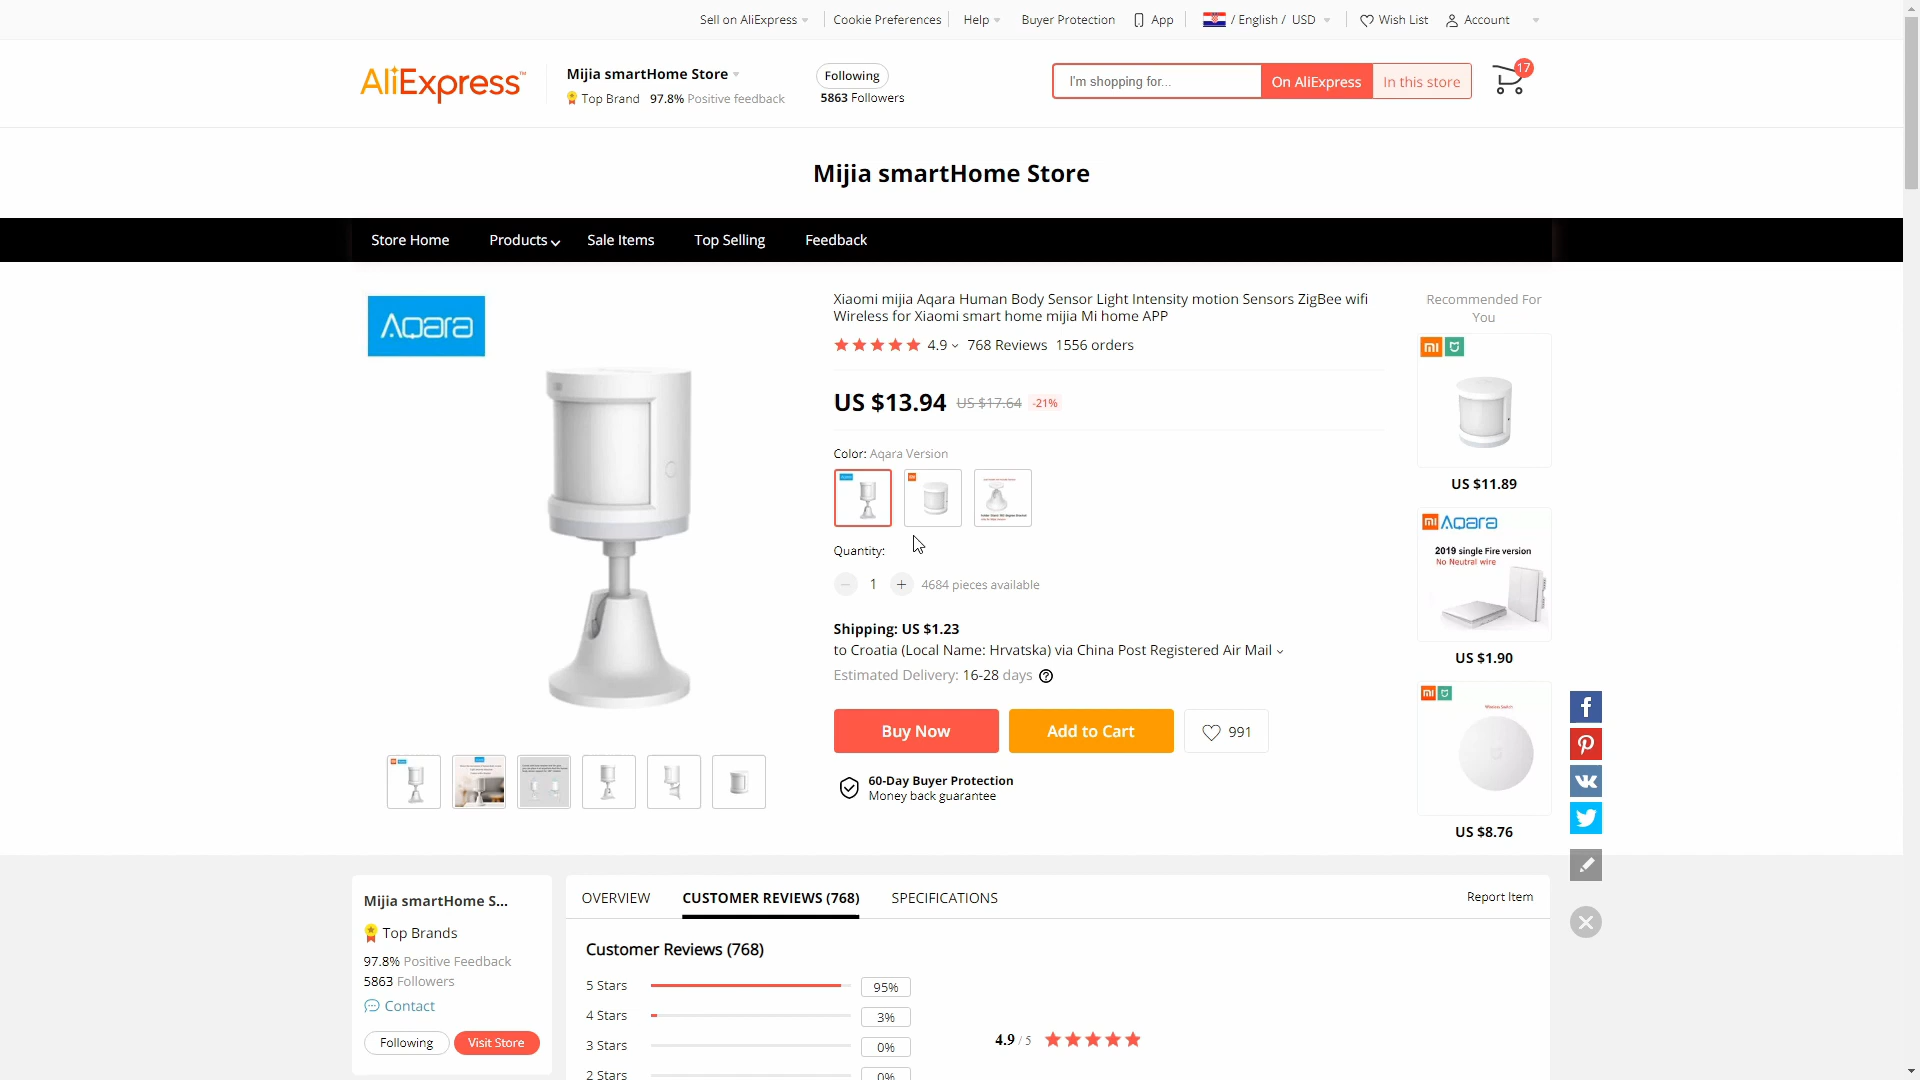 Sell on AliExpress
Cookie Preferences
Help
Buyer Protection
App
/ English / USD
Wish List
Account
AliExpress™
Mijia smartHome Store
Top Brand 97.8% Positive feedback
Following
5863 Followers
I'm shopping for...
On AliExpress
In this store
17
Mijia smartHome Store
Store Home
Products
Sale Items
Top Selling
Feedback
Aqara
Xiaomi mijia Aqara Human Body Sensor Light Intensity motion Sensors ZigBee wifi
Wireless for Xiaomi smart home mijia Mi home APP
4.9 768 Reviews 1556 orders
US $13.94 US $17.64 -21%
Color: Aqara Version
Quantity:
1
4684 pieces available
Shipping: US $1.23
to Croatia (Local Name: Hrvatska) via China Post Registered Air Mail
Estimated Delivery: 16-28 days
Buy Now
Add to Cart
991
60-Day Buyer Protection
Money back guarantee
Recommended For
You
US $11.89
Aqara
2019 single Fire version
No Neutral wire
US $1.90
Wireless Switch
US $8.76
Mijia smartHome S...
Top Brands
97.8% Positive Feedback
5863 Followers
Contact
Following
Visit Store
OVERVIEW
CUSTOMER REVIEWS (768)
SPECIFICATIONS
Report Item
Customer Reviews (768)
5 Stars 95%
4 Stars 3%
3 Stars 0%
2 Stars 0%
4.9 / 5